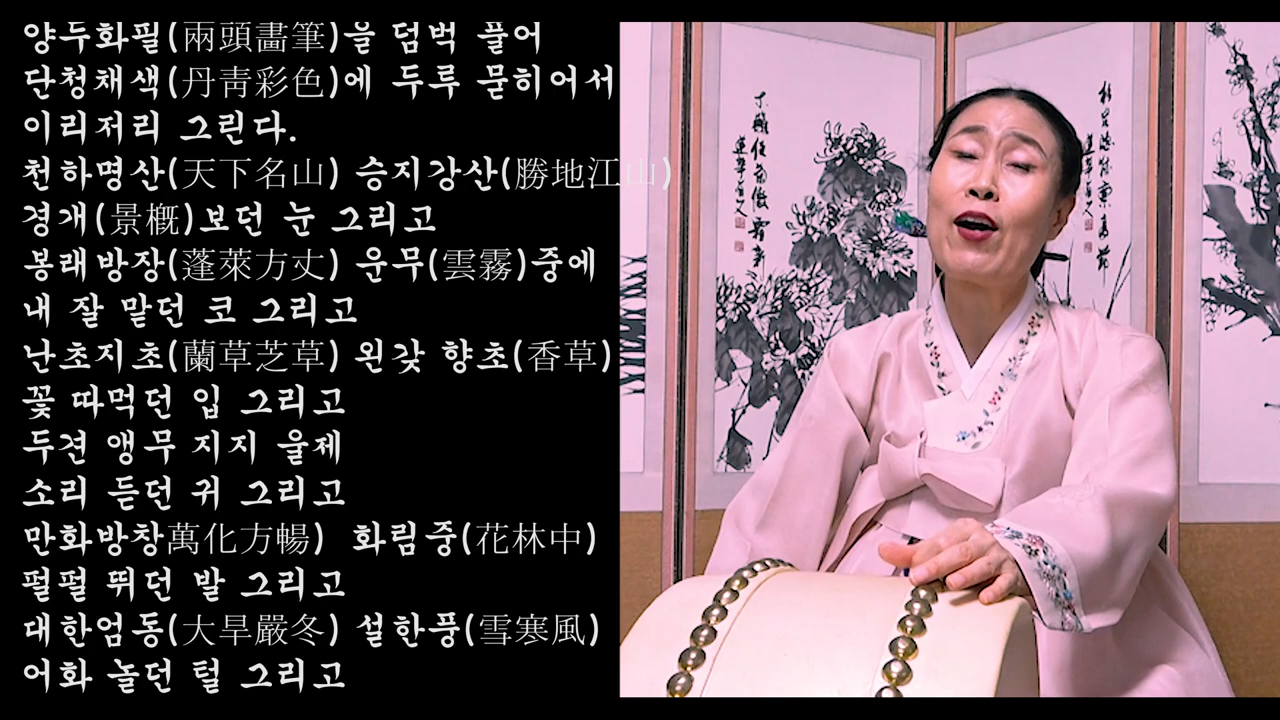 양두화필(兩頭畵筆)을 덤벅 플어
단청채색(丹靑彩色)에 두루 묻히어서
이리저리 그린다.
천하명산(天下名山) 승지강산(勝地江山)
경개(景槪)보던 눈 그리고
봉래방장(蓬萊方丈) 운무(雲霧)중에
내 잘 맡던 코 그리고
난초지초(蘭草芝草) 왼갖 향초(香草)
꽃 따먹던 입 그리고
두견 앵무 지지 울제
소리 듣던 귀 그리고
만화방창萬化方暢) 화림중(花林中)
펄펄 뛰던 발 그리고
대한엄동(大旱嚴冬) 설한풍(雪寒風)
어화 놀던 털 그리고